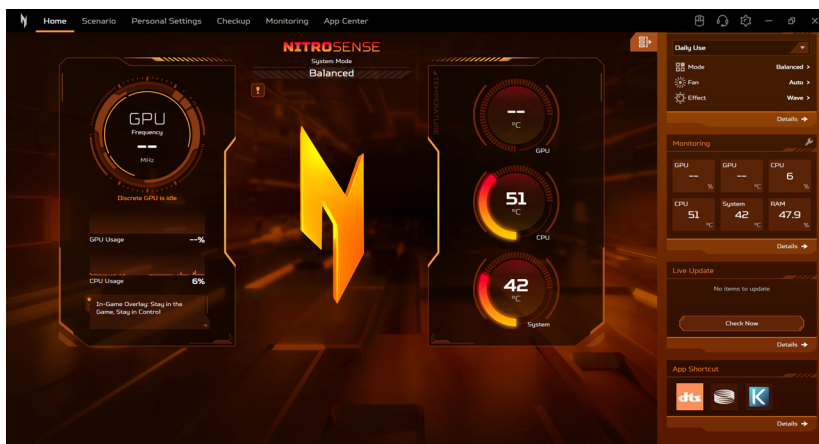 Home Scenario Personal Settings Checkup Monitoring App Center
NITROSENSE
System Mode
Balanced
GPU
Frequency
--
MHz
Discrete GPU is idle
GPU Usage --%
CPU Usage 6%
In-Game Overlay: Stay in the
Game, Stay in Control
TEMPERATURE
--
°C
GPU
51
°C
CPU
42
°C
System
Daily Use
Mode Balanced >
Fan Auto >
Effect Wave >
Details →
Monitoring
GPU GPU CPU
-- -- 6
% °C %
CPU System RAM
51 42 47.9
°C °C %
Details →
Live Update
No items to update
Check Now
Details →
App Shortcut
dts K
Details →